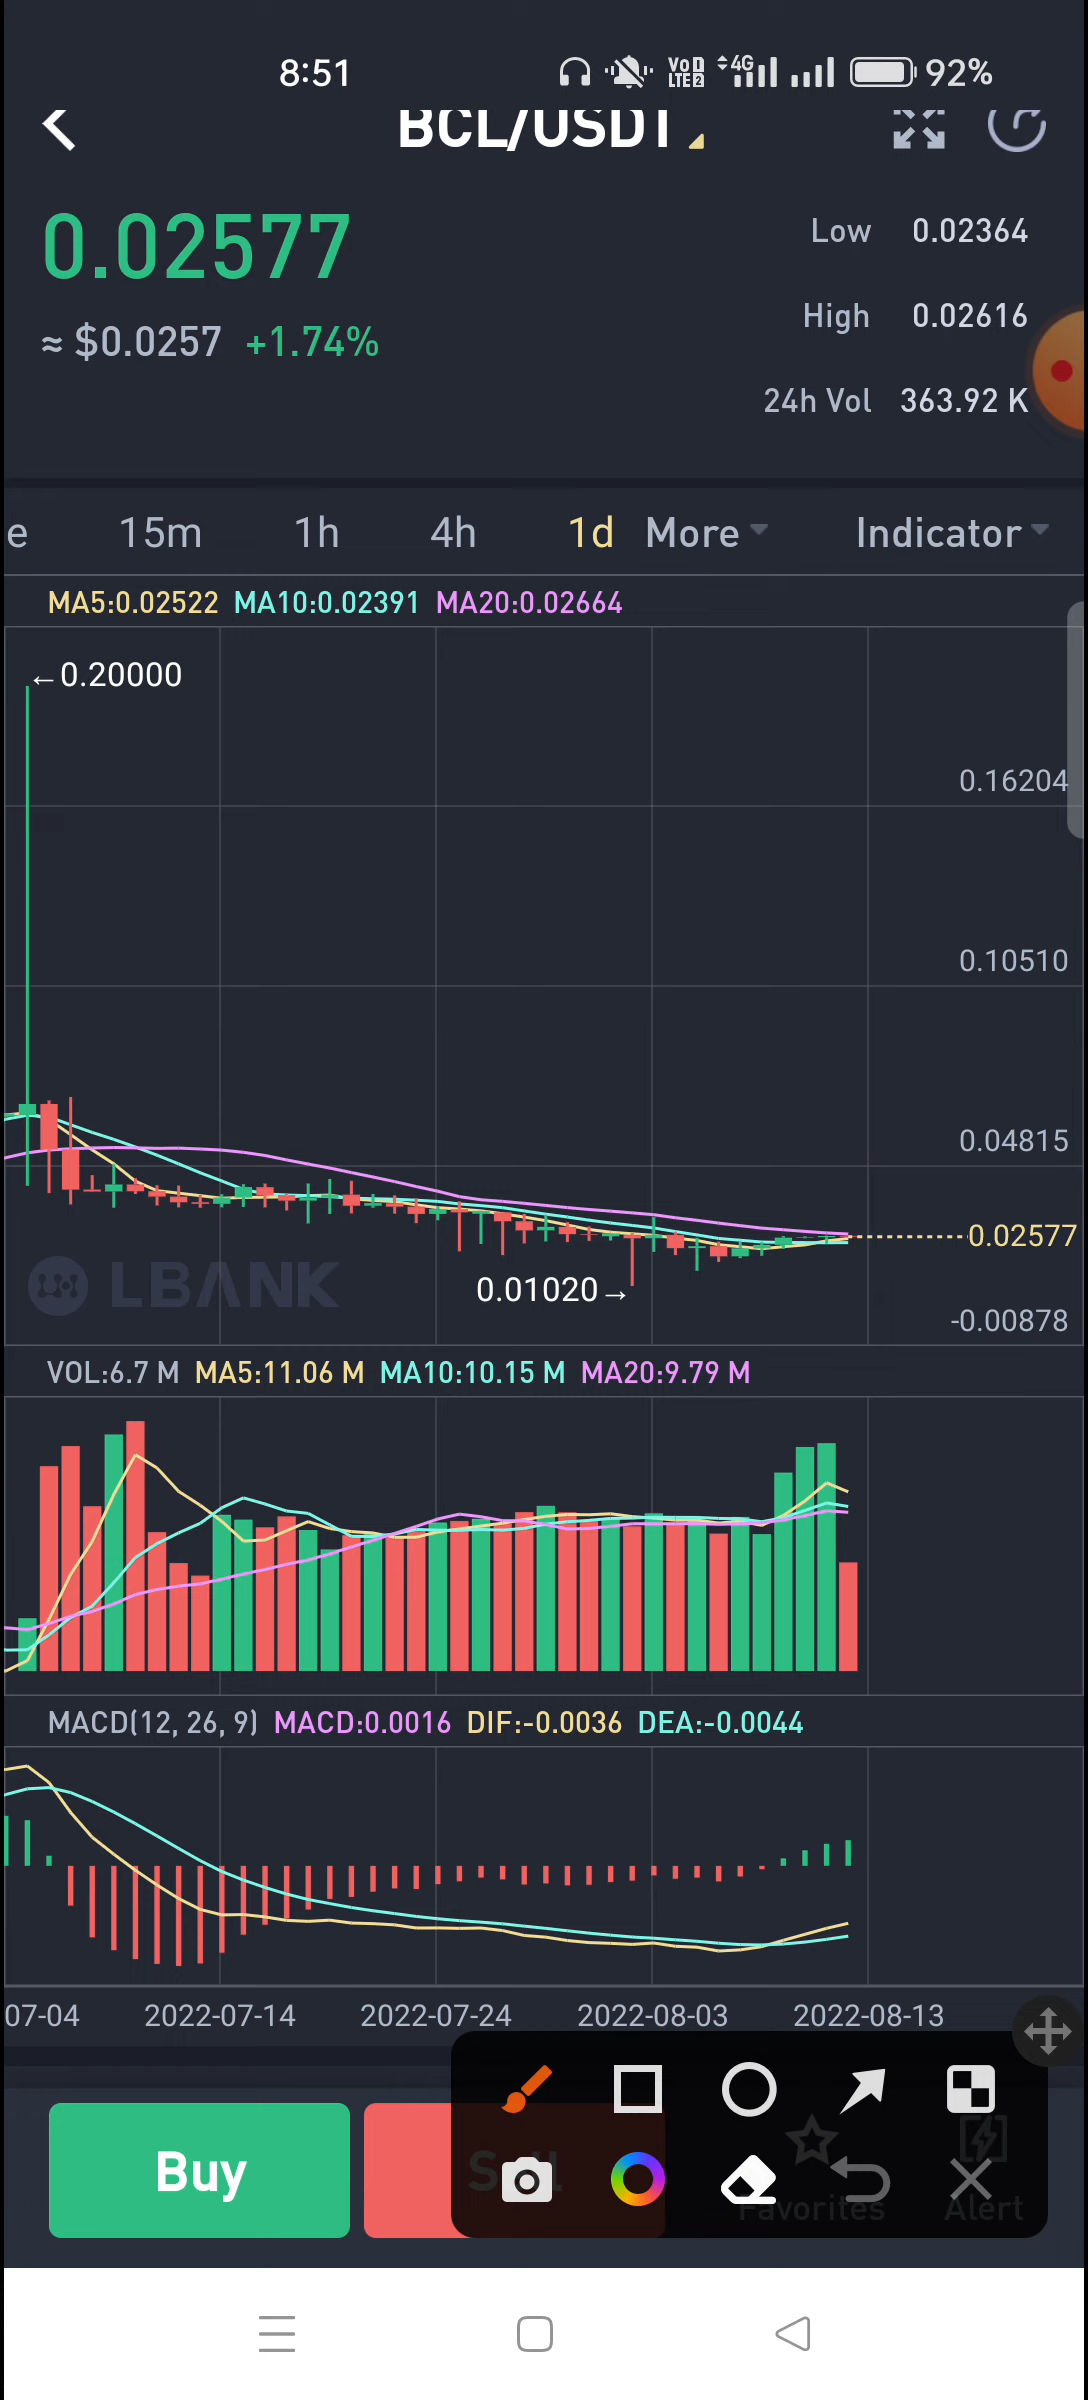 8:51 VoD LTE2 4G 92%
BCL/USDT
0.02577
≈ $0.0257 +1.74%
Low 0.02364
High 0.02616
24h Vol 363.92 K
e 15m 1h 4h 1d More Indicator
MA5:0.02522 MA10:0.02391 MA20:0.02664
←0.20000
0.16204
0.10510
0.04815
0.02577
LBANK
0.01020→
-0.00878
VOL:6.7 M MA5:11.06 M MA10:10.15 M MA20:9.79 M
MACD(12, 26, 9) MACD:0.0016 DIF:-0.0036 DEA:-0.0044
07-04 2022-07-14 2022-07-24 2022-08-03 2022-08-13
Buy Sell
Favorites Alert